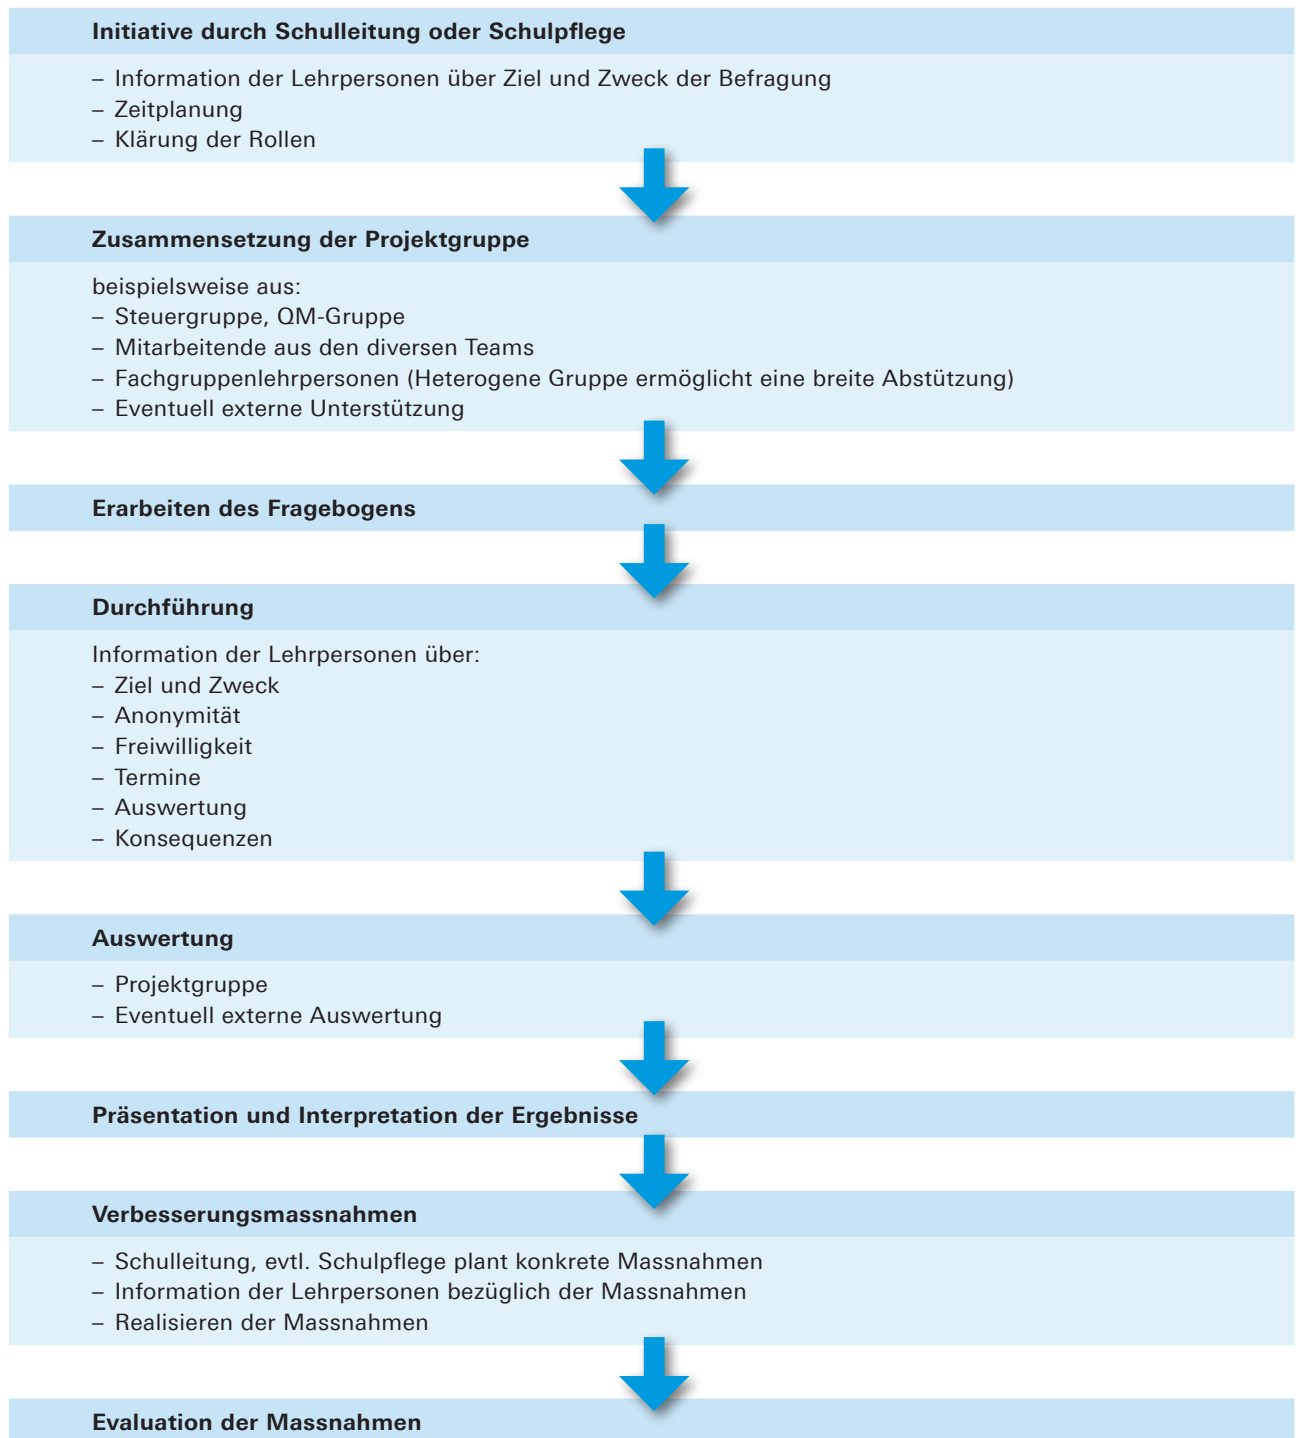 Initiative durch Schulleitung oder Schulpflege
– Information der Lehrpersonen über Ziel und Zweck der Befragung
– Zeitplanung
– Klärung der Rollen
Zusammensetzung der Projektgruppe
beispielsweise aus:
– Steuergruppe, QM-Gruppe
– Mitarbeitende aus den diversen Teams
– Fachgruppenlehrpersonen (Heterogene Gruppe ermöglicht eine breite Abstützung)
– Eventuell externe Unterstützung
Erarbeiten des Fragebogens
Durchführung
Information der Lehrpersonen über:
– Ziel und Zweck
– Anonymität
– Freiwilligkeit
– Termine
– Auswertung
– Konsequenzen
Auswertung
– Projektgruppe
– Eventuell externe Auswertung
Präsentation und Interpretation der Ergebnisse
Verbesserungsmassnahmen
– Schulleitung, evtl. Schulpflege plant konkrete Massnahmen
– Information der Lehrpersonen bezüglich der Massnahmen
– Realisieren der Massnahmen
Evaluation der Massnahmen